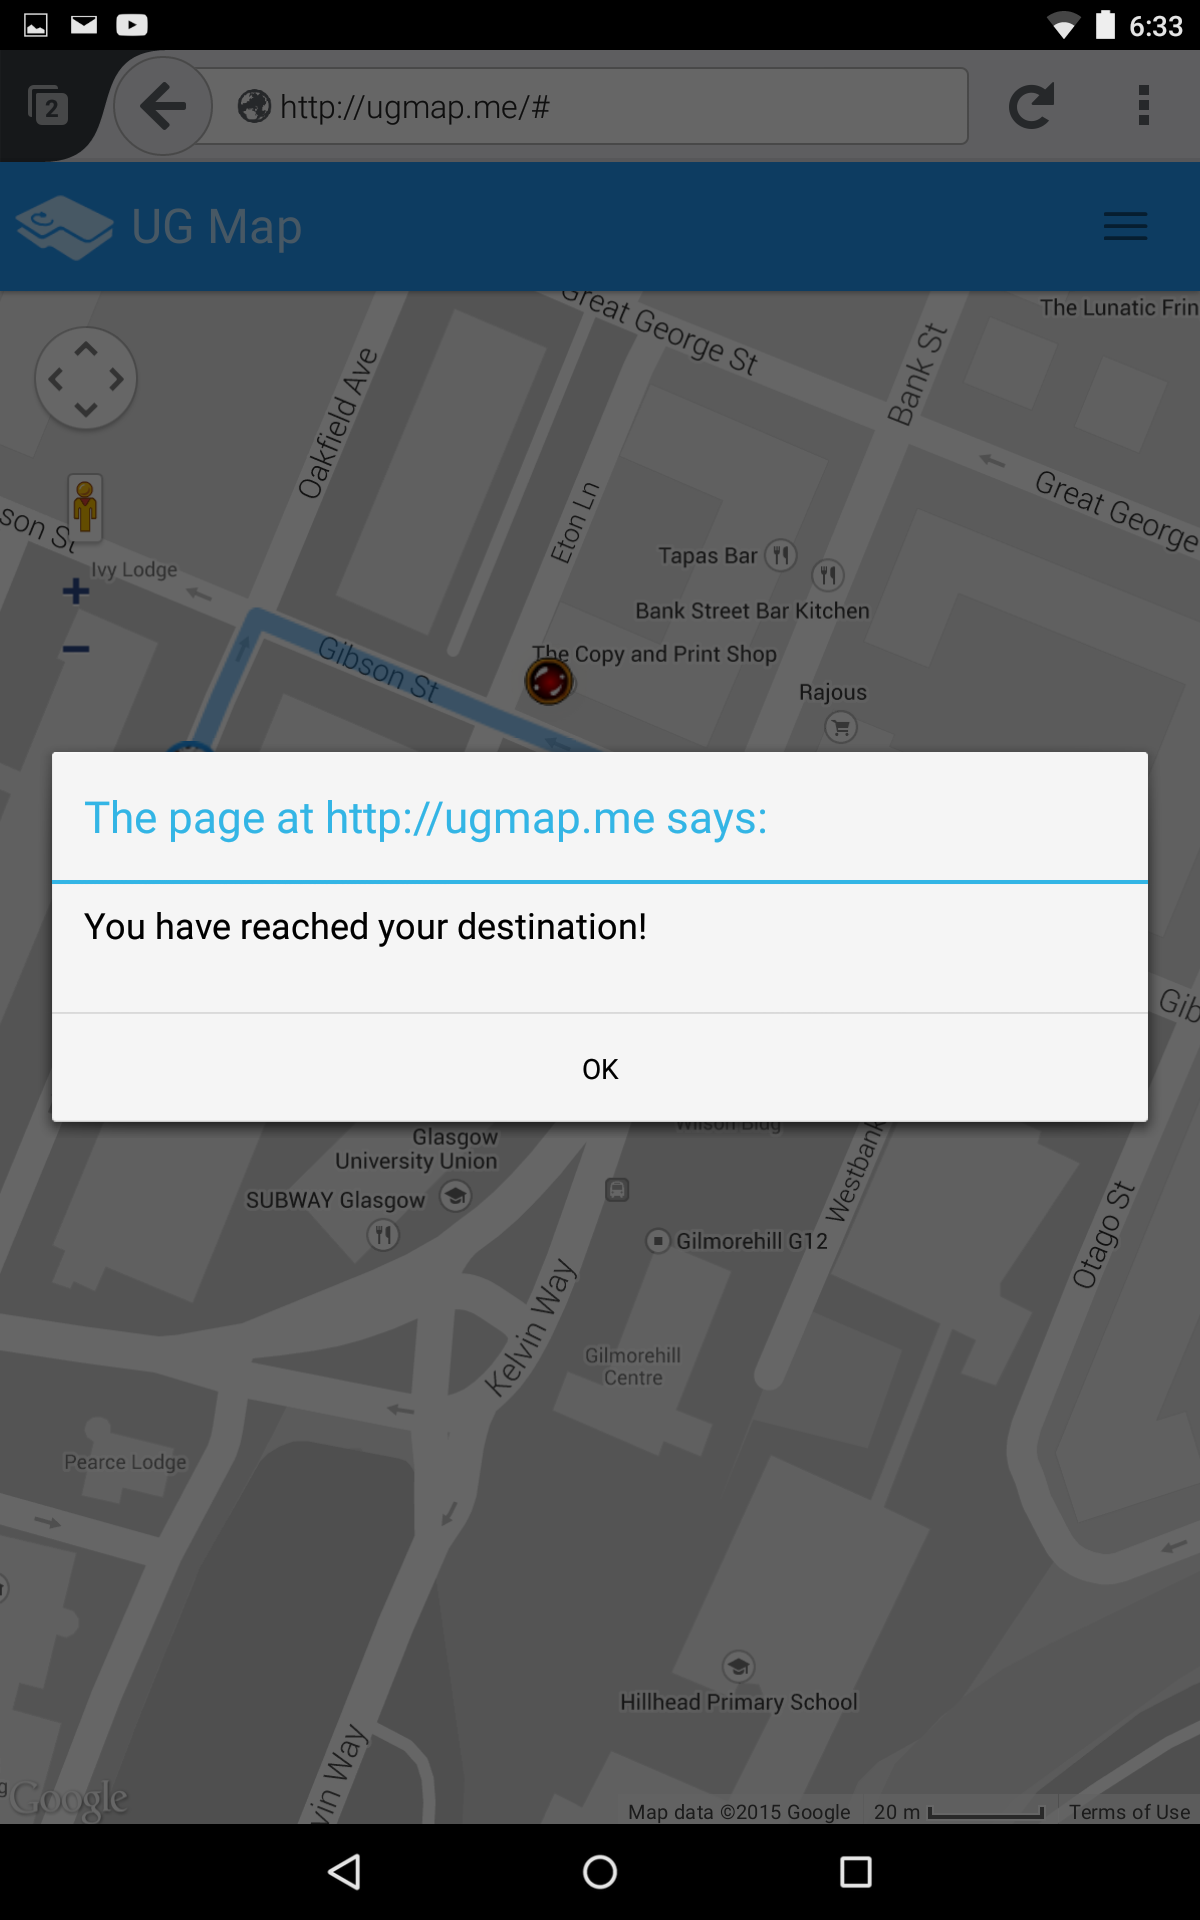 6:33
2
http://ugmap.me/#
UG Map
Great George St
The Lunatic Frin
Bank St
Oakfield Ave
Great George
Eton Ln
son St
Ivy Lodge
Tapas Bar
Bank Street Bar Kitchen
Gibson St
The Copy and Print Shop
Rajous
The page at http://ugmap.me says:
You have reached your destination!
Gib
OK
Wilson Bldg
Glasgow
University Union
SUBWAY Glasgow
Westbank
Otago St
Gilmorehill G12
Kelvin Way
Gilmorehill
Centre
Pearce Lodge
Hillhead Primary School
vin Way
g
Google
Map data ©2015 Google
20 m
Terms of Use